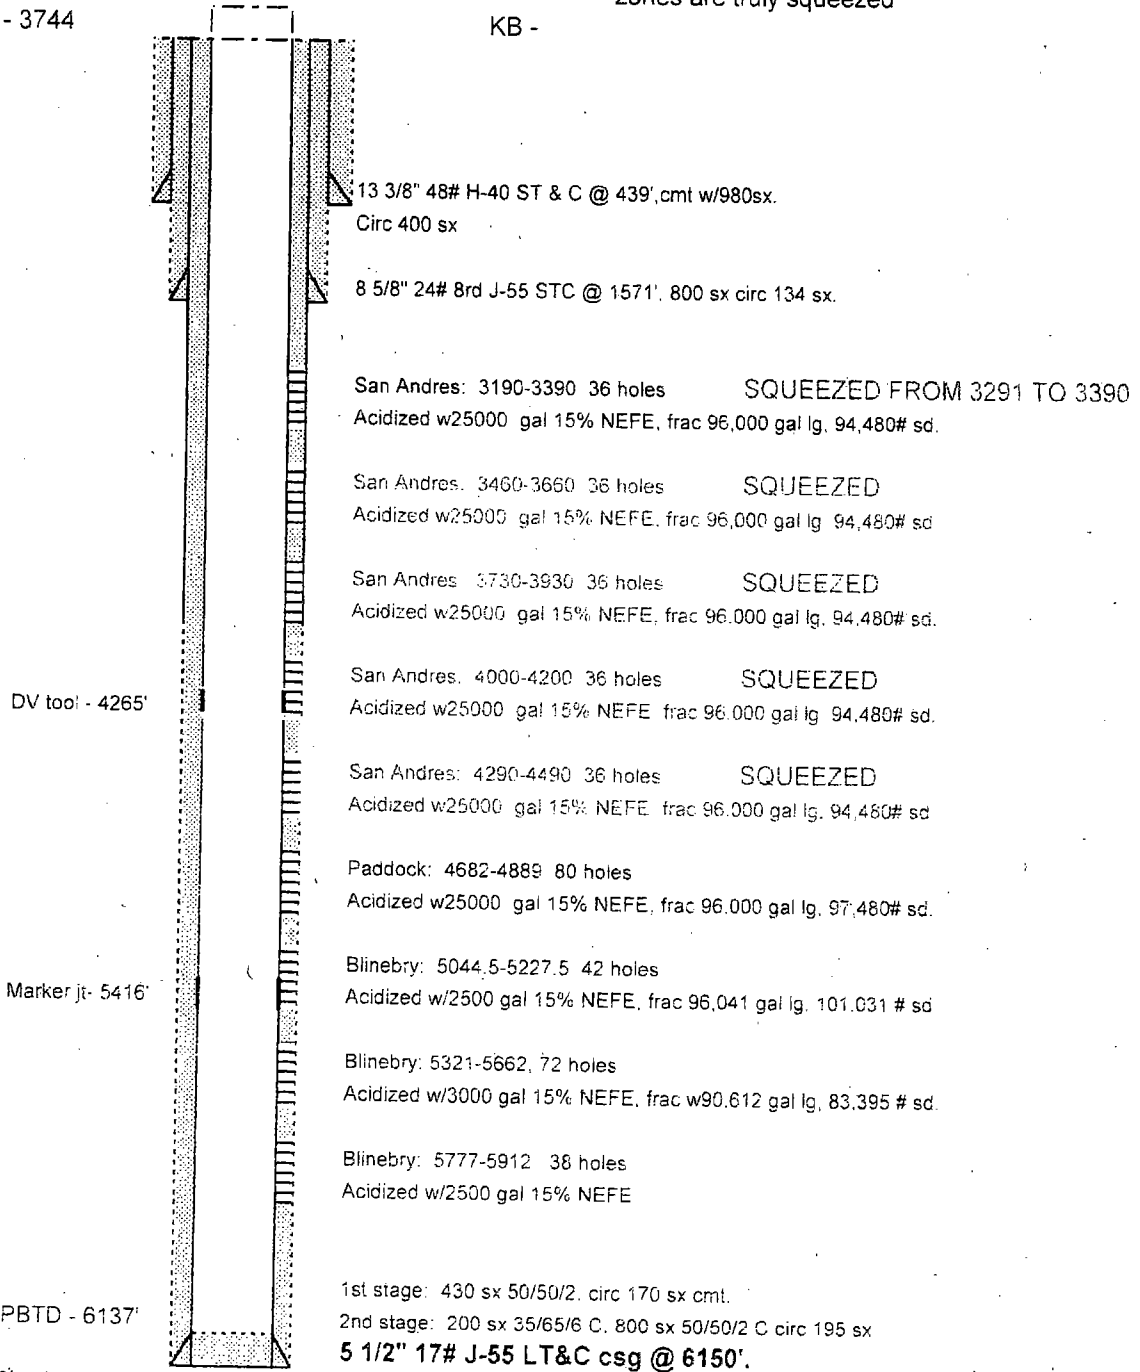 zones are truly squeezed
- 3744
KB -
13 3/8" 48# H-40 ST & C @ 439',cmt w/980sx.
Circ 400 sx
8 5/8" 24# 8rd J-55 STC @ 1571'. 800 sx circ 134 sx.
San Andres: 3190-3390 36 holes SQUEEZED FROM 3291 TO 3390
Acidized w25000 gal 15% NEFE, frac 96,000 gal lg, 94,480# sd.
San Andres. 3460-3660 36 holes SQUEEZED
Acidized w25000 gal 15% NEFE, frac 96,000 gal lg 94,480# sd
San Andres 3730-3930 36 holes SQUEEZED
Acidized w25000 gal 15% NEFE, frac 96.000 gal lg, 94,480# sd.
San Andres. 4000-4200 36 holes SQUEEZED
DV tool - 4265'
Acidized w25000 gal 15% NEFE frac 96.000 gal lg 94,480# sd.
San Andres: 4290-4490 36 holes SQUEEZED
Acidized w25000 gal 15% NEFE frac 96.000 gal lg. 94,480# sd
Paddock: 4682-4889 80 holes
Acidized w25000 gal 15% NEFE, frac 96.000 gal lg, 97,480# sd.
Blinebry: 5044.5-5227.5 42 holes
Marker jt- 5416'
Acidized w/2500 gal 15% NEFE, frac 96,041 gal lg. 101.031 # sd
Blinebry: 5321-5662, 72 holes
Acidized w/3000 gal 15% NEFE, frac w90.612 gal lg, 83,395 # sd.
Blinebry: 5777-5912 38 holes
Acidized w/2500 gal 15% NEFE
1st stage: 430 sx 50/50/2. circ 170 sx cmt.
PBTD - 6137'
2nd stage: 200 sx 35/65/6 C, 800 sx 50/50/2 C circ 195 sx
5 1/2" 17# J-55 LT&C csg @ 6150'.